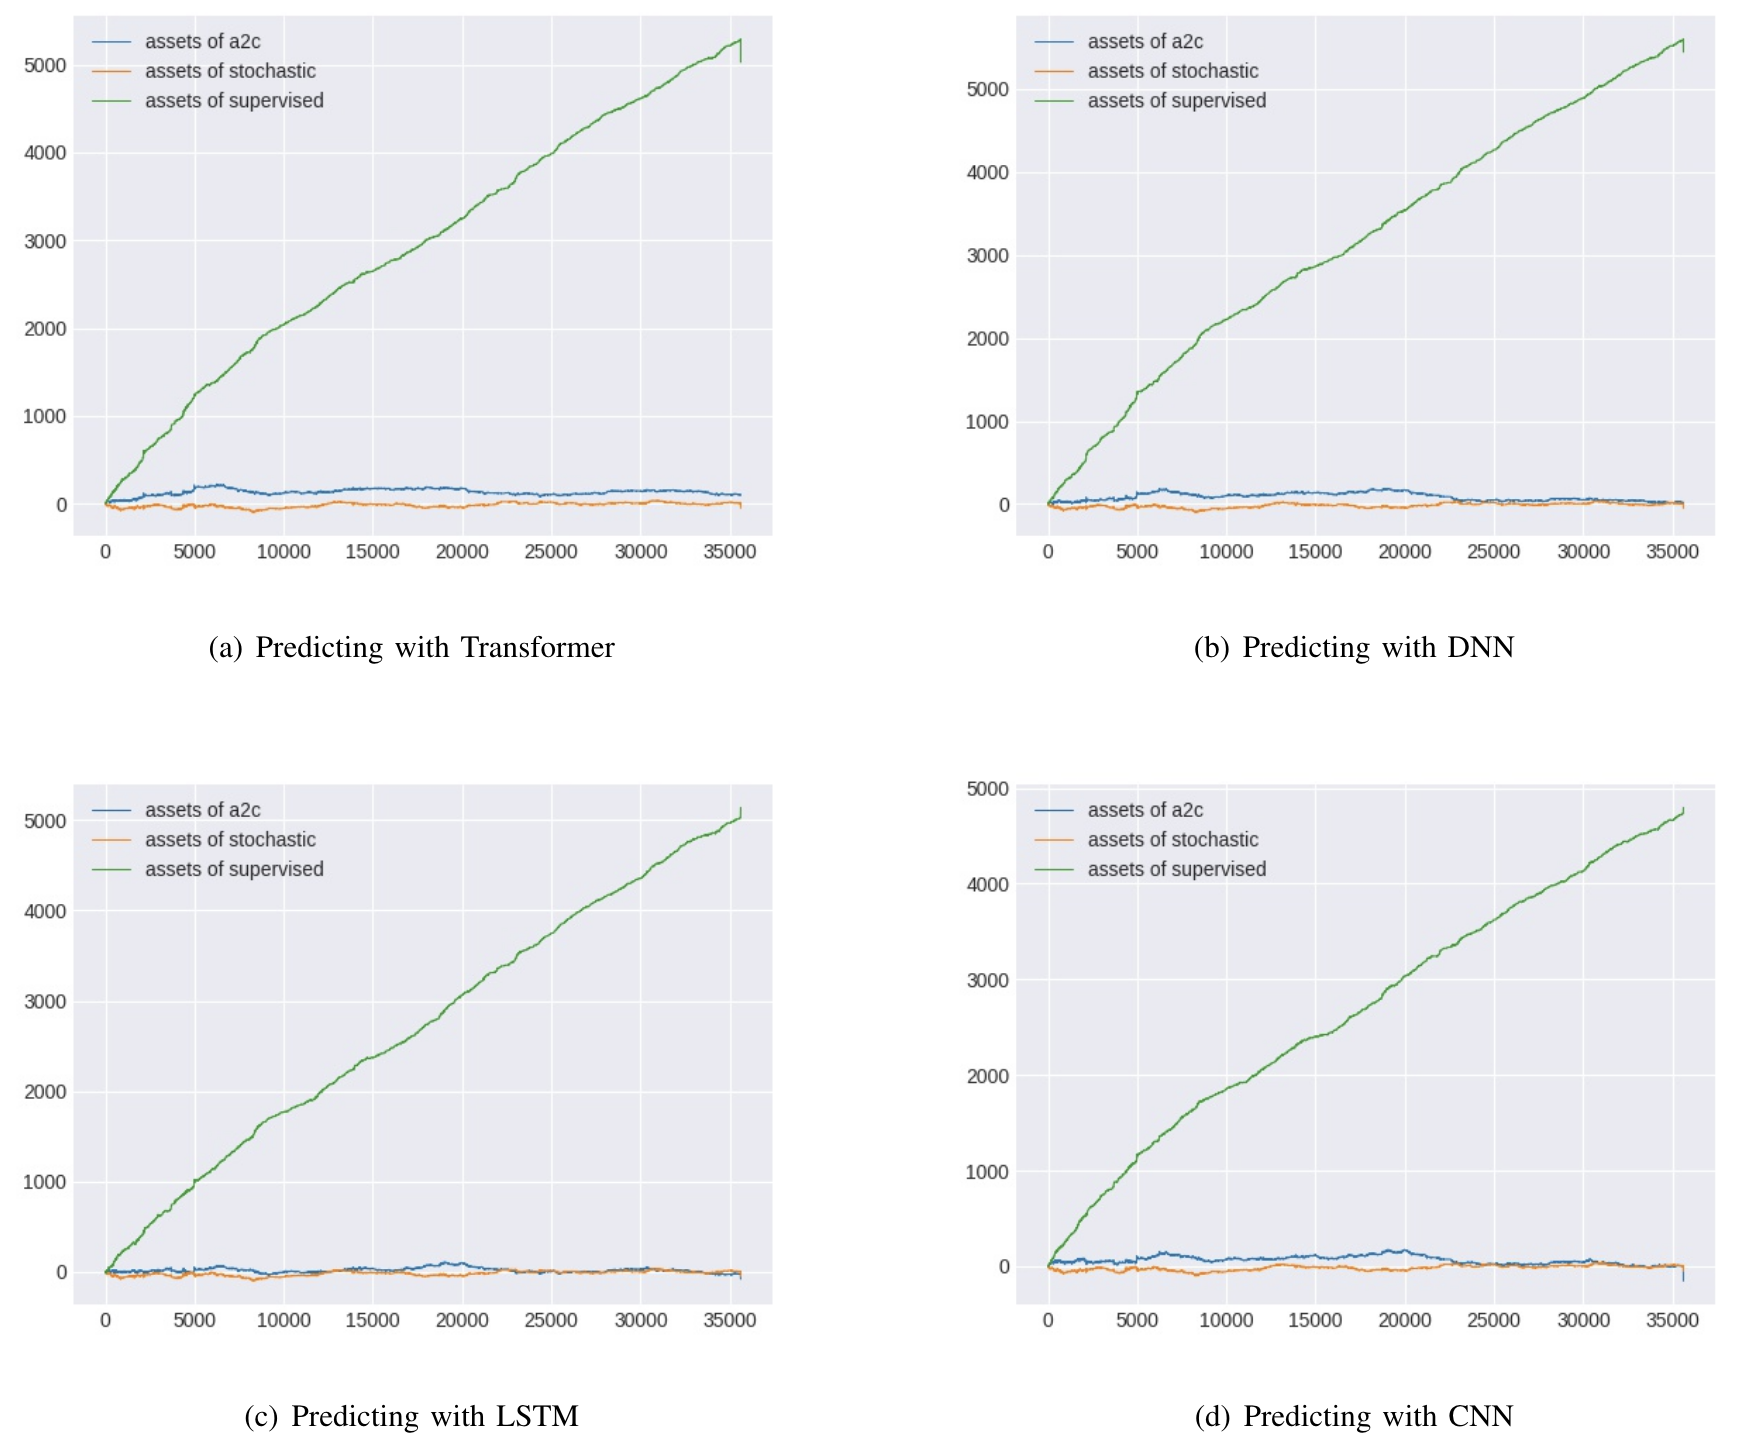 assets of a2c
assets of stochastic
assets of supervised
5000
4000
3000
2000
1000
0
0 5000 10000 15000 20000 25000 30000 35000
(a) Predicting with Transformer
assets of a2c
assets of stochastic
assets of supervised
5000
4000
3000
2000
1000
0
0 5000 10000 15000 20000 25000 30000 35000
(b) Predicting with DNN
assets of a2c
assets of stochastic
assets of supervised
5000
4000
3000
2000
1000
0
0 5000 10000 15000 20000 25000 30000 35000
(c) Predicting with LSTM
5000
assets of a2c
assets of stochastic
assets of supervised
4000
3000
2000
1000
0
0 5000 10000 15000 20000 25000 30000 35000
(d) Predicting with CNN